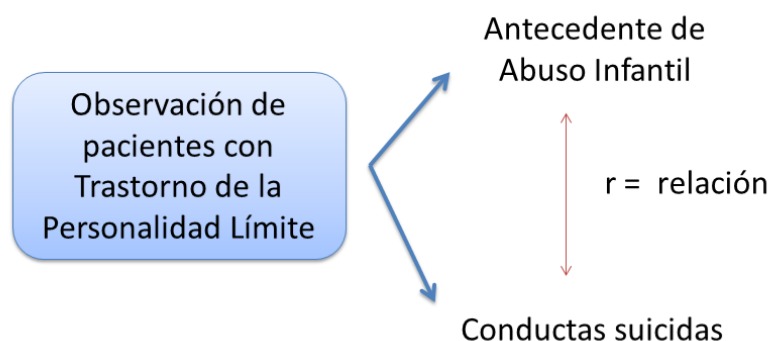 Observación de
pacientes con
Trastorno de la
Personalidad Límite
Antecedente de
Abuso Infantil
r = relación
Conductas suicidas